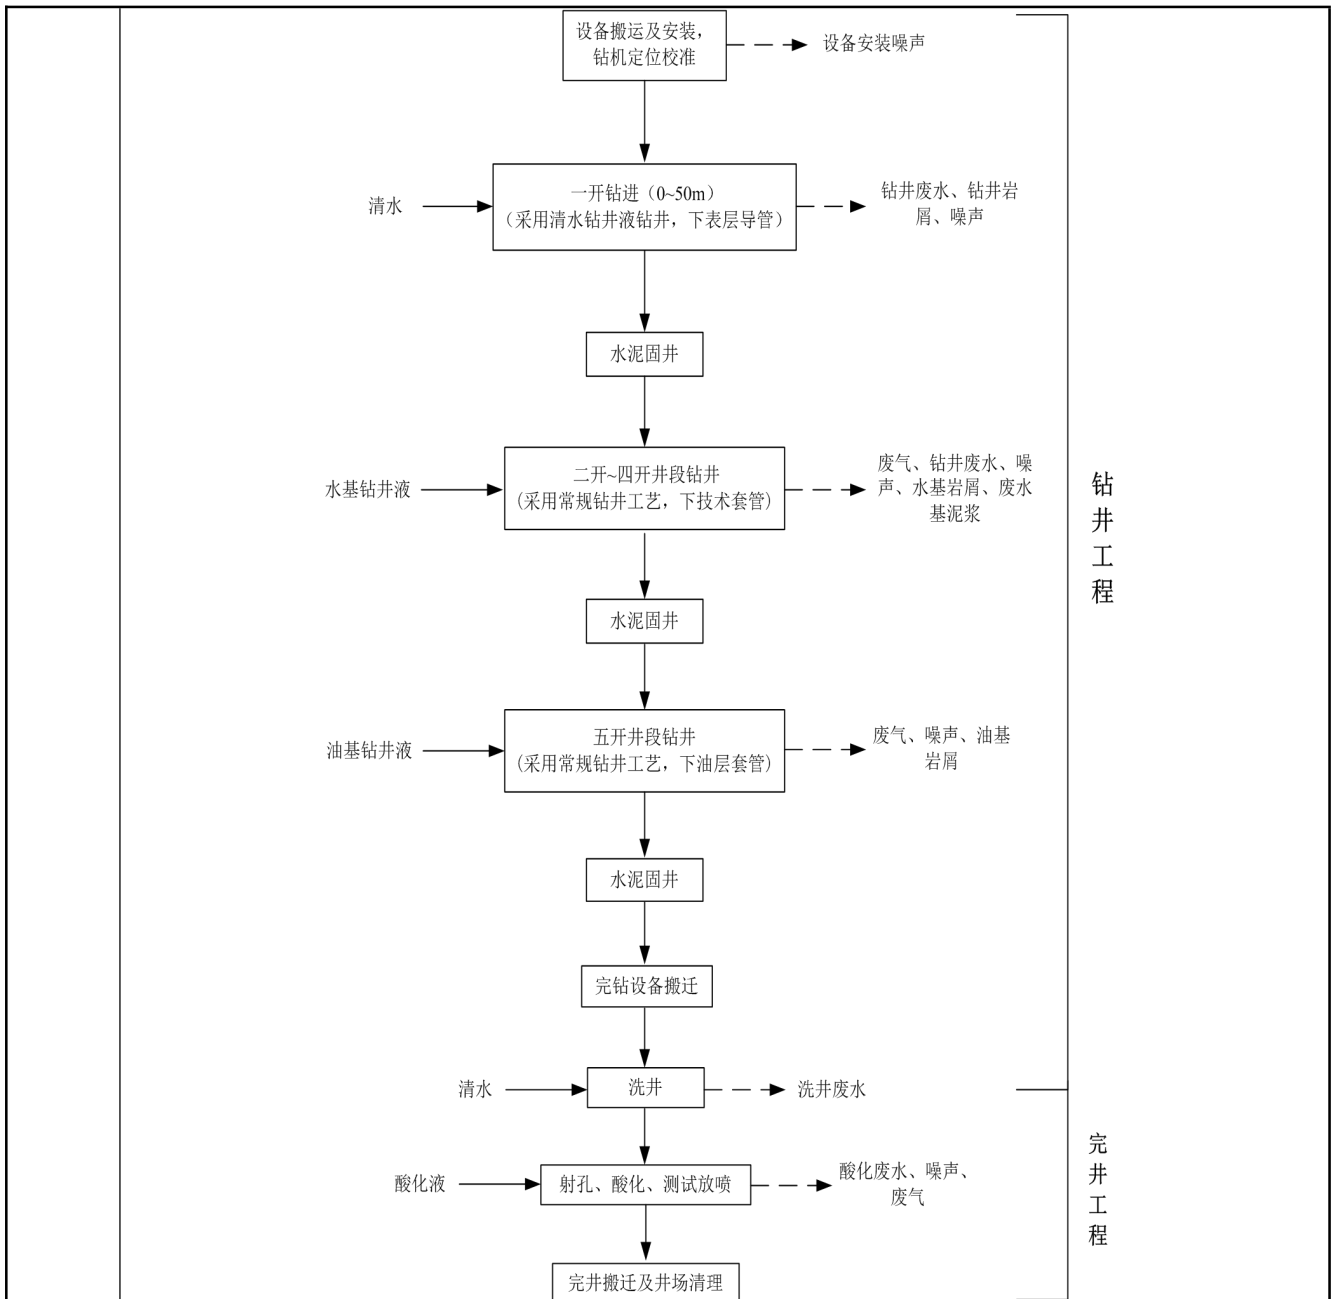 设备搬运及安装，
钻机定位校准
设备安装噪声
清水
一开钻进（0~50m）
（采用清水钻井液钻井，下表层导管）
钻井废水、钻井岩
屑、噪声
水泥固井
水基钻井液
二开~四开井段钻井
(采用常规钻井工艺，下技术套管)
废气、钻井废水、噪
声、水基岩屑、废水
基泥浆
钻
井
工
程
水泥固井
油基钻井液
五开井段钻井
(采用常规钻井工艺，下油层套管)
废气、噪声、油基
岩屑
水泥固井
完钻设备搬迁
清水
洗井
洗井废水
酸化液
射孔、酸化、测试放喷
酸化废水、噪声、
废气
完
井
工
程
完井搬迁及井场清理